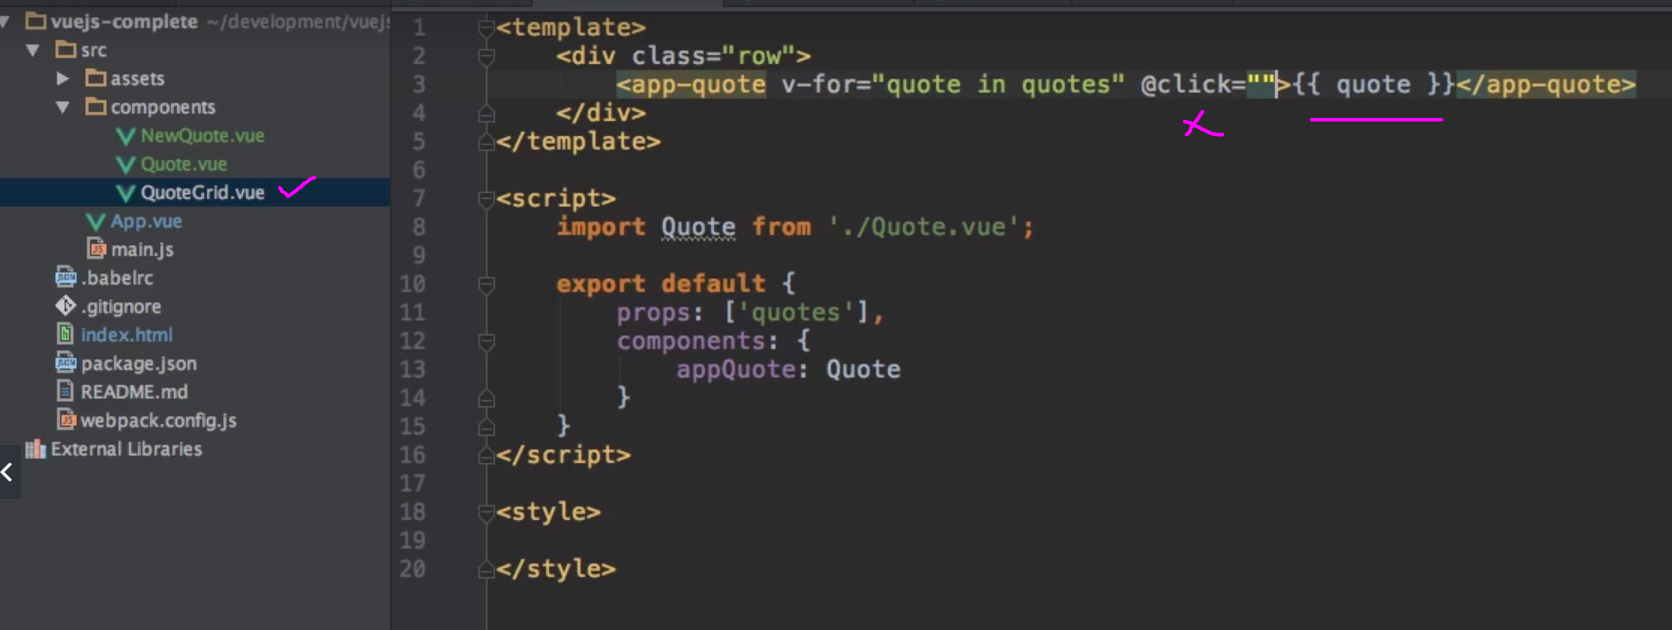 vuejs-complete ~/development/vuejs
src
assets
components
NewQuote.vue
Quote.vue
QuoteGrid.vue
App.vue
main.js
.babelrc
.gitignore
index.html
package.json
README.md
webpack.config.js
External Libraries
1 <template>
2 <div class="row">
3 <app-quote v-for="quote in quotes" @click="">{{ quote }}</app-quote>
4 </div>
5 </template>
6
7 <script>
8 import Quote from './Quote.vue';
9
10 export default {
11 props: ['quotes'],
12 components: {
13 appQuote: Quote
14 }
15 }
16 </script>
17
18 <style>
19
20 </style>